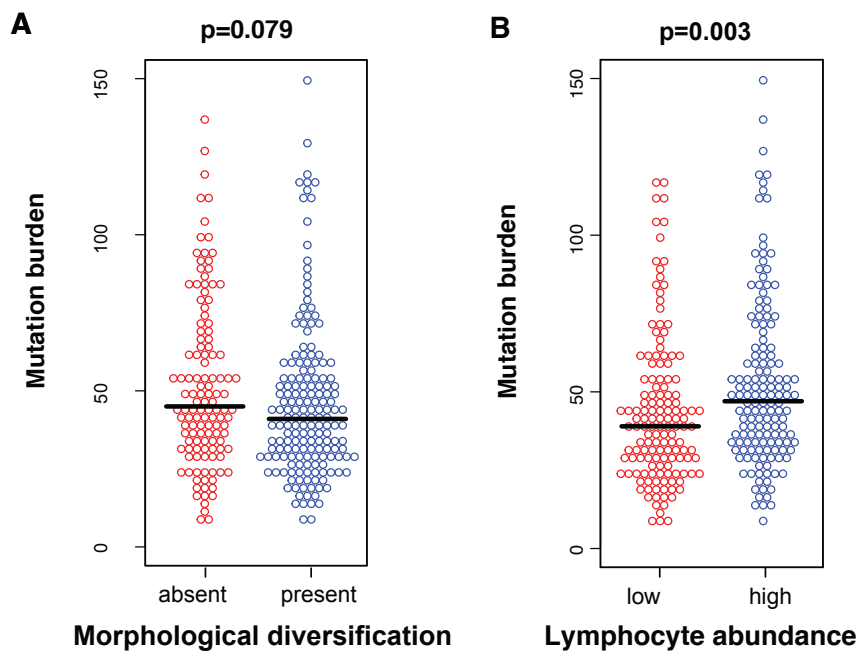 A
p=0.079
Mutation burden
150
100
50
0
absent present
Morphological diversification
B
p=0.003
Mutation burden
150
100
50
0
low high
Lymphocyte abundance